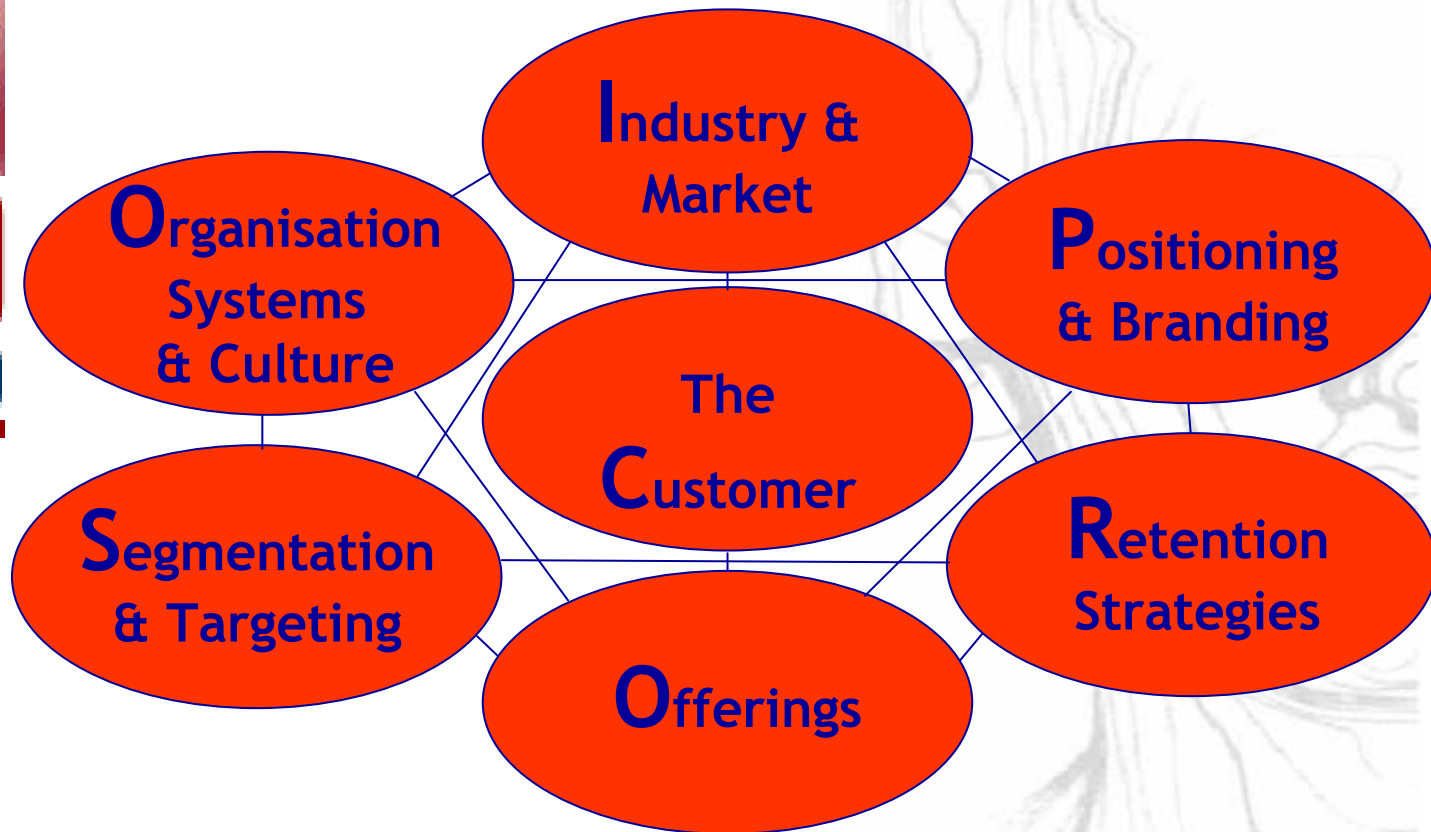 Industry &
Market
Organisation
Systems
& Culture
Positioning
& Branding
The
Customer
Segmentation
& Targeting
Retention
Strategies
Offerings